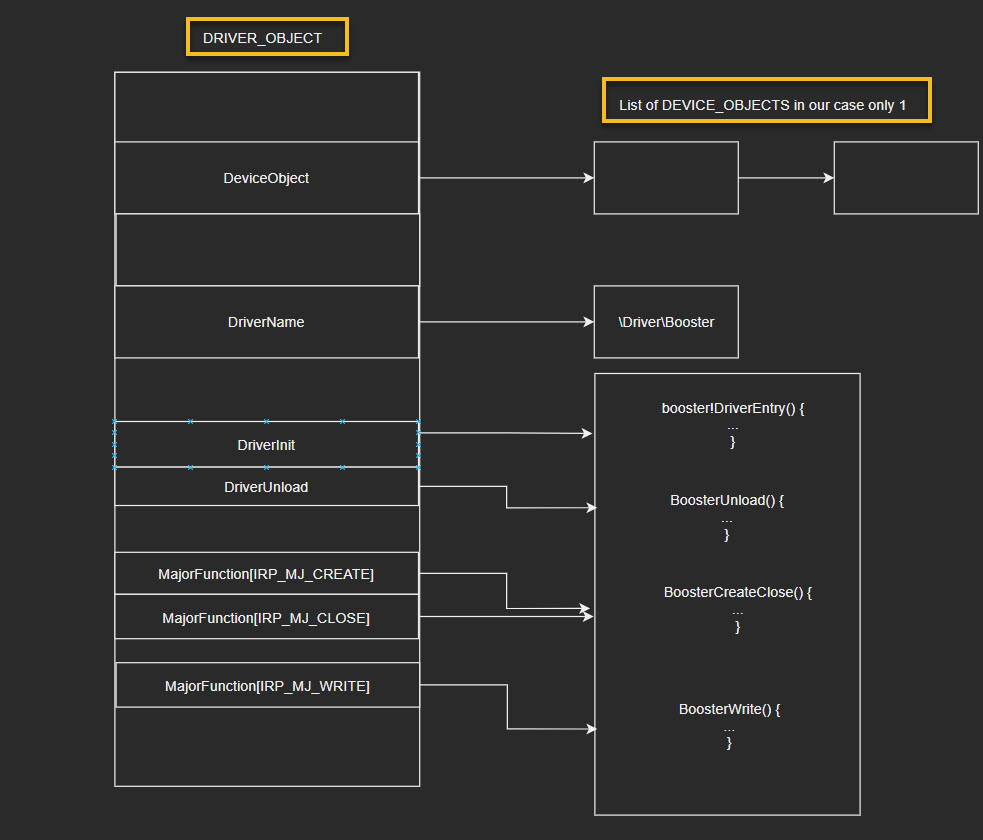 DRIVER_OBJECT
List of DEVICE_OBJECTS in our case only 1
DeviceObject
DriverName
\Driver\Booster
DriverInit
DriverUnload
MajorFunction[IRP_MJ_CREATE]
MajorFunction[IRP_MJ_CLOSE]
MajorFunction[IRP_MJ_WRITE]
booster!DriverEntry() {
...
}
BoosterUnload() {
...
}
BoosterCreateClose() {
...
}
BoosterWrite() {
...
}